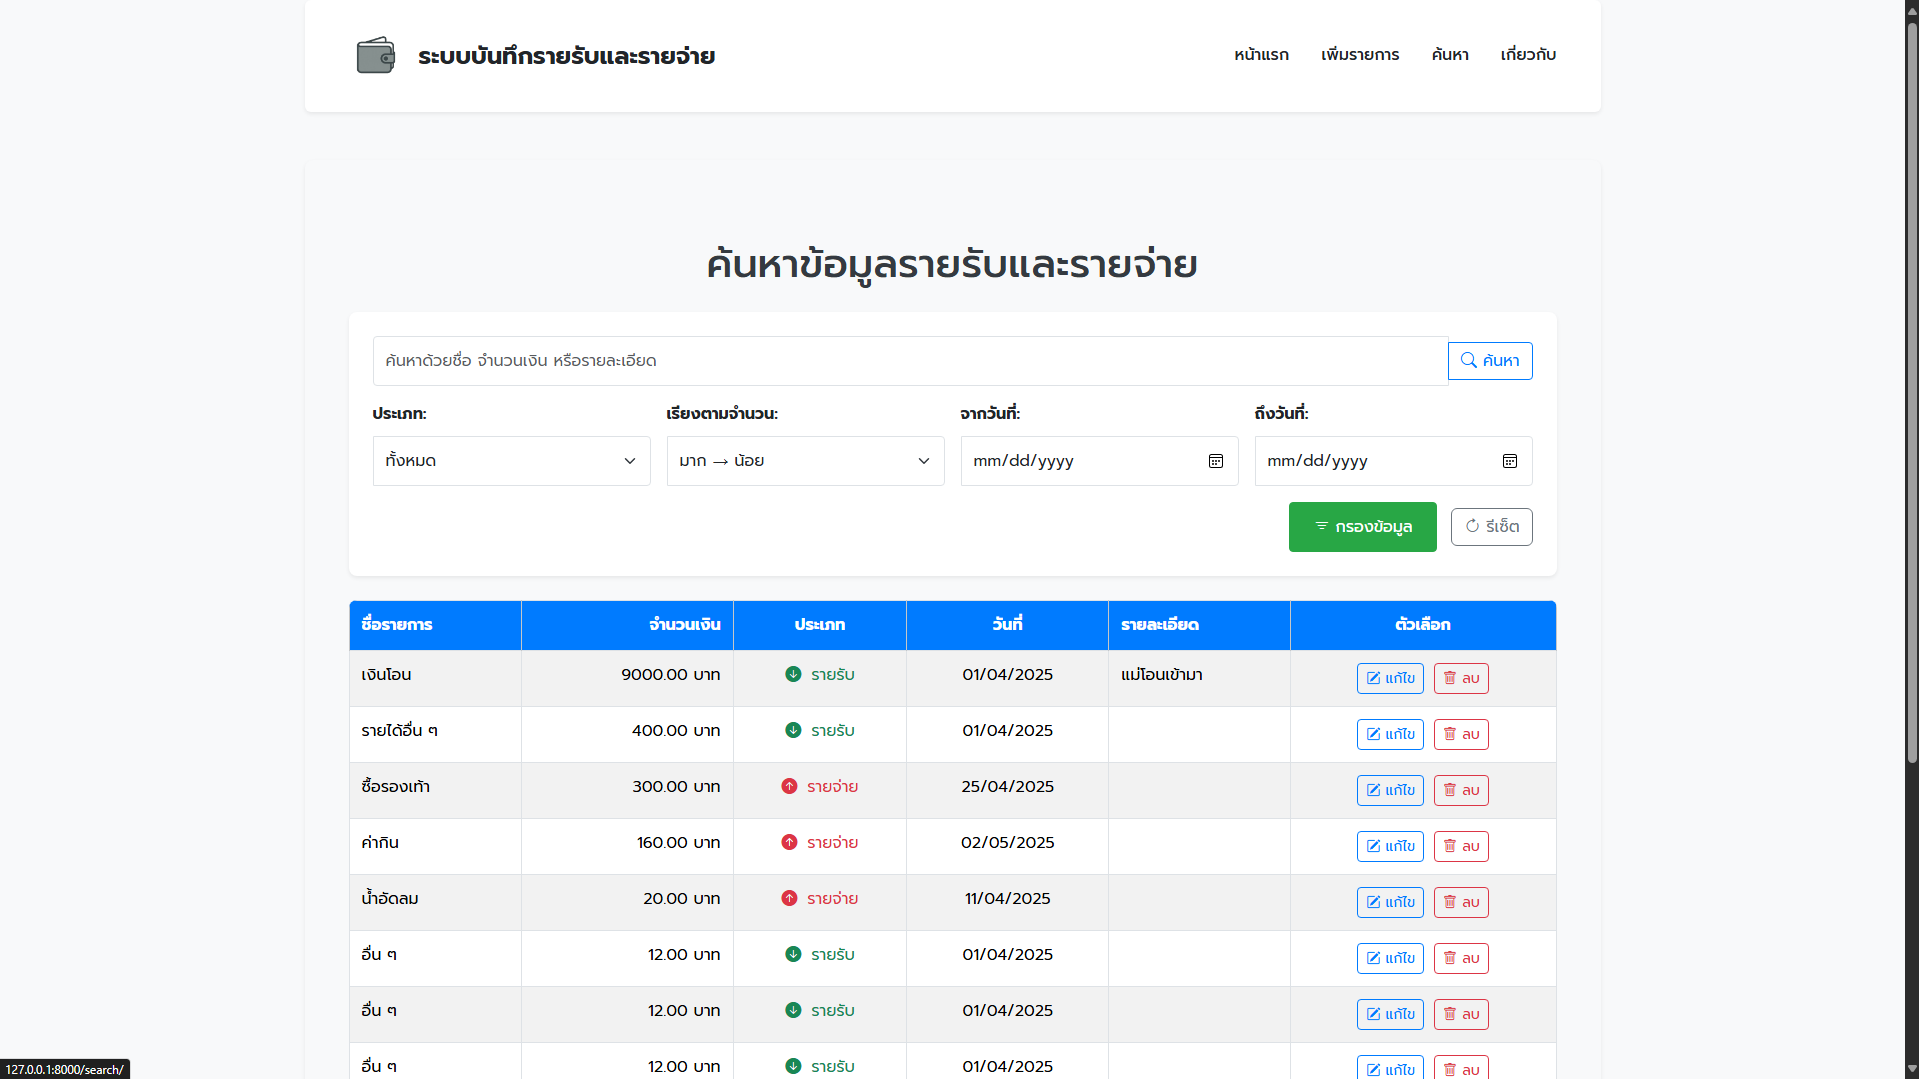 ระบบบันทึกรายรับและรายจ่าย
หน้าแรก เพิ่มรายการ ค้นหา เกี่ยวกับ
ค้นหาข้อมูลรายรับและรายจ่าย
ค้นหาด้วยชื่อ จำนวนเงิน หรือรายละเอียด ค้นหา
ประเภท: เรียงตามจำนวน: จากวันที่: ถึงวันที่:
ทั้งหมด มาก → น้อย mm/dd/yyyy mm/dd/yyyy
กรองข้อมูล รีเซ็ต
ชื่อรายการ จำนวนเงิน ประเภท วันที่ รายละเอียด ตัวเลือก
เงินโอน 9000.00 บาท รายรับ 01/04/2025 แม่โอนเข้ามา แก้ไข ลบ
รายได้อื่น ๆ 400.00 บาท รายรับ 01/04/2025 แก้ไข ลบ
ซื้อรองเท้า 300.00 บาท รายจ่าย 25/04/2025 แก้ไข ลบ
ค่ากิน 160.00 บาท รายจ่าย 02/05/2025 แก้ไข ลบ
น้ำอัดลม 20.00 บาท รายจ่าย 11/04/2025 แก้ไข ลบ
อื่น ๆ 12.00 บาท รายรับ 01/04/2025 แก้ไข ลบ
อื่น ๆ 12.00 บาท รายรับ 01/04/2025 แก้ไข ลบ
อื่น ๆ 12.00 บาท รายรับ 01/04/2025 แก้ไข ลบ
127.0.0.1:8000/search/